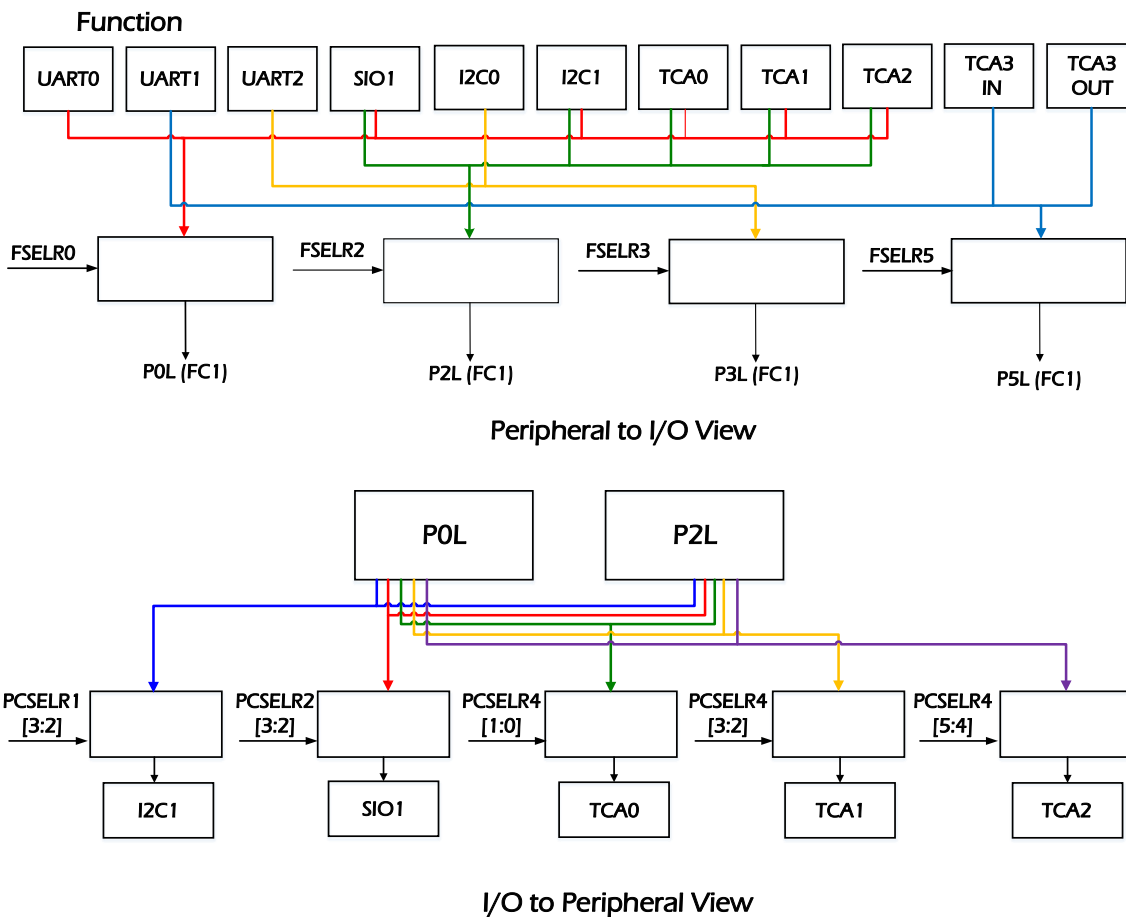 Function
UART0
UART1
UART2
SIO1
I2C0
I2C1
TCA0
TCA1
TCA2
TCA3
IN
TCA3
OUT
FSELR0
FSELR2
FSELR3
FSELR5
P0L (FC1)
P2L (FC1)
P3L (FC1)
P5L (FC1)
Peripheral to I/O View
P0L
P2L
PCSELR1
[3:2]
PCSELR2
[3:2]
PCSELR4
[1:0]
PCSELR4
[3:2]
PCSELR4
[5:4]
I2C1
SIO1
TCA0
TCA1
TCA2
I/O to Peripheral View